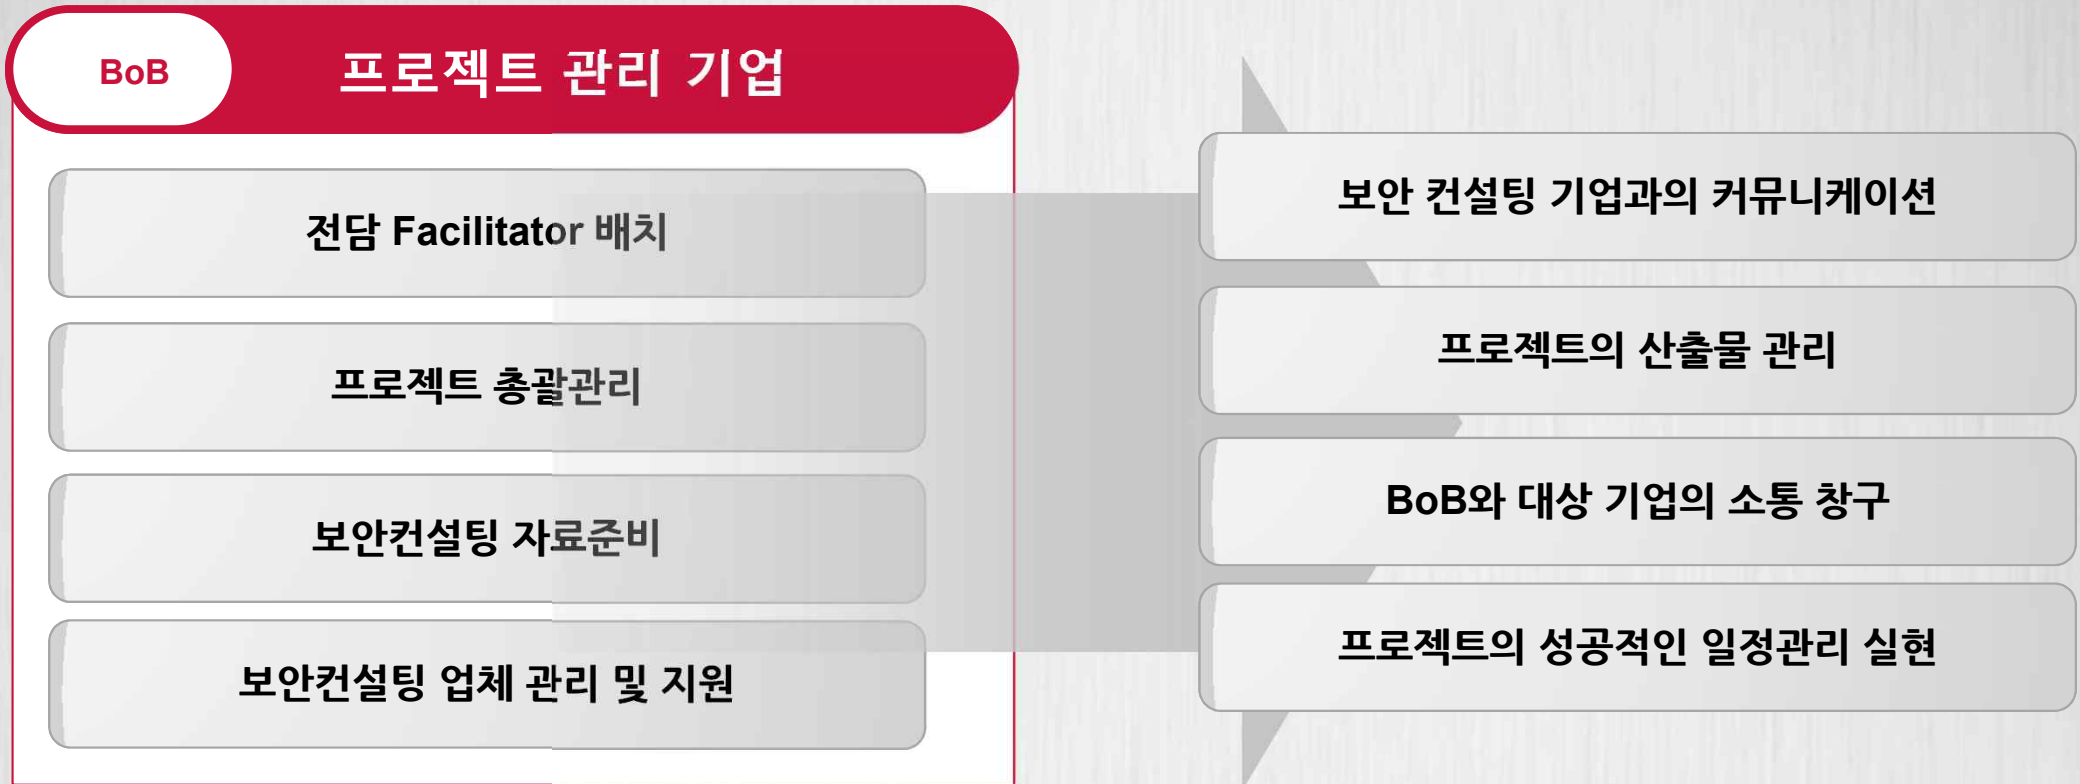 BoB
프로젝트 관리 기업
전담 Facilitator 배치
프로젝트 총괄관리
보안컨설팅 자료준비
보안컨설팅 업체 관리 및 지원
보안 컨설팅 기업과의 커뮤니케이션
프로젝트의 산출물 관리
BoB와 대상 기업의 소통 창구
프로젝트의 성공적인 일정관리 실현